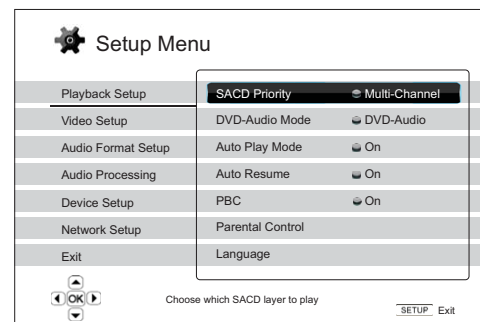 Setup Menu
Playback Setup
Video Setup
Audio Format Setup
Audio Processing
Device Setup
Network Setup
Exit
SACD Priority Multi-Channel
DVD-Audio Mode DVD-Audio
Auto Play Mode On
Auto Resume On
PBC On
Parental Control
Language
OK
Choose which SACD layer to play
SETUP Exit